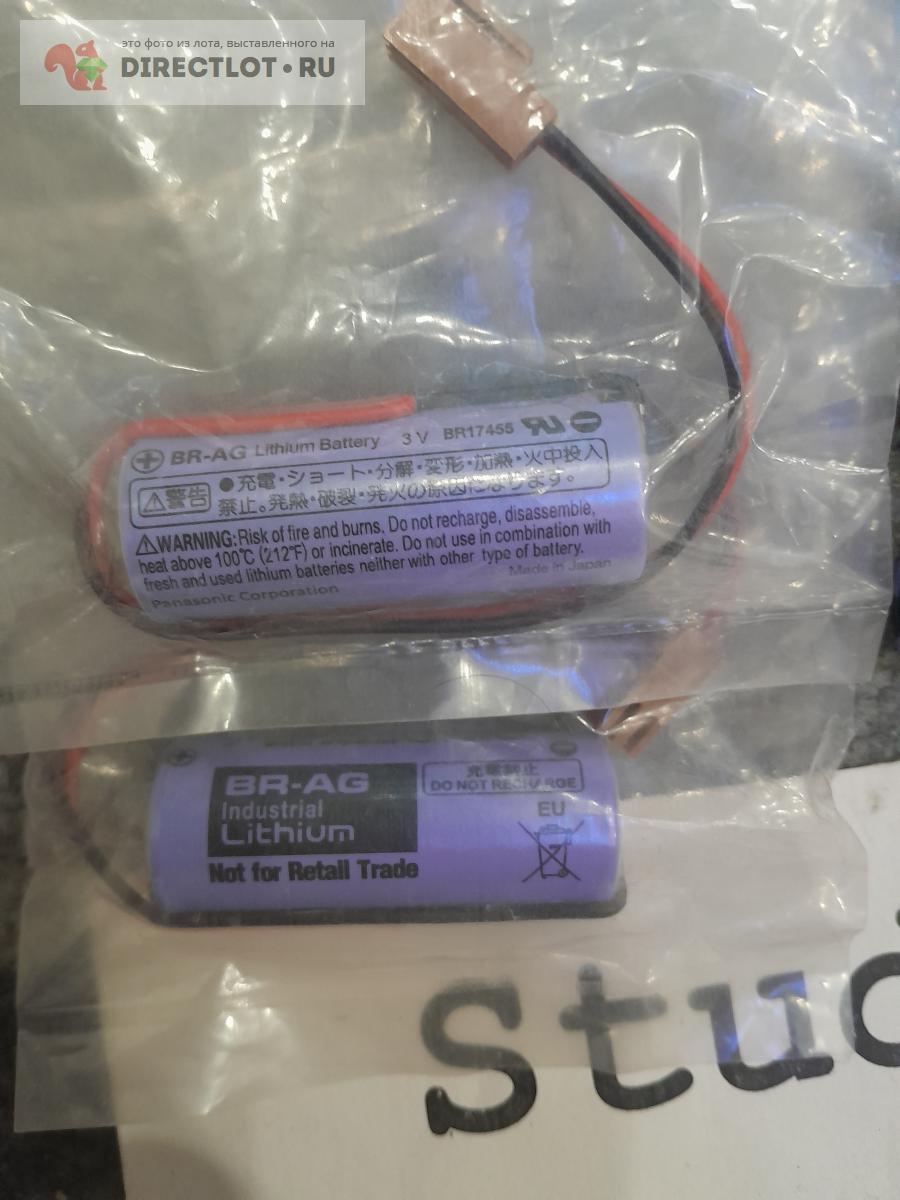 это фото из лота, выставленного на
DIRECTLOT.RU
BR-AG Lithium Battery 3 V BR17455
⚠警告 ●充電・ショート・分解・変形・加熱・火中投入
禁止。発熱・破裂・発火の原因になります。
⚠WARNING: Risk of fire and burns. Do not recharge, disassemble,
heat above 100℃ (212℉) or incinerate. Do not use in combination with
fresh and used lithium batteries neither with other type of battery.
Made in Japan
Panasonic Corporation
BR-AG
Industrial
Lithium
Not for Retail Trade
充電禁止
DO NOT RECHARGE
EU
Stud